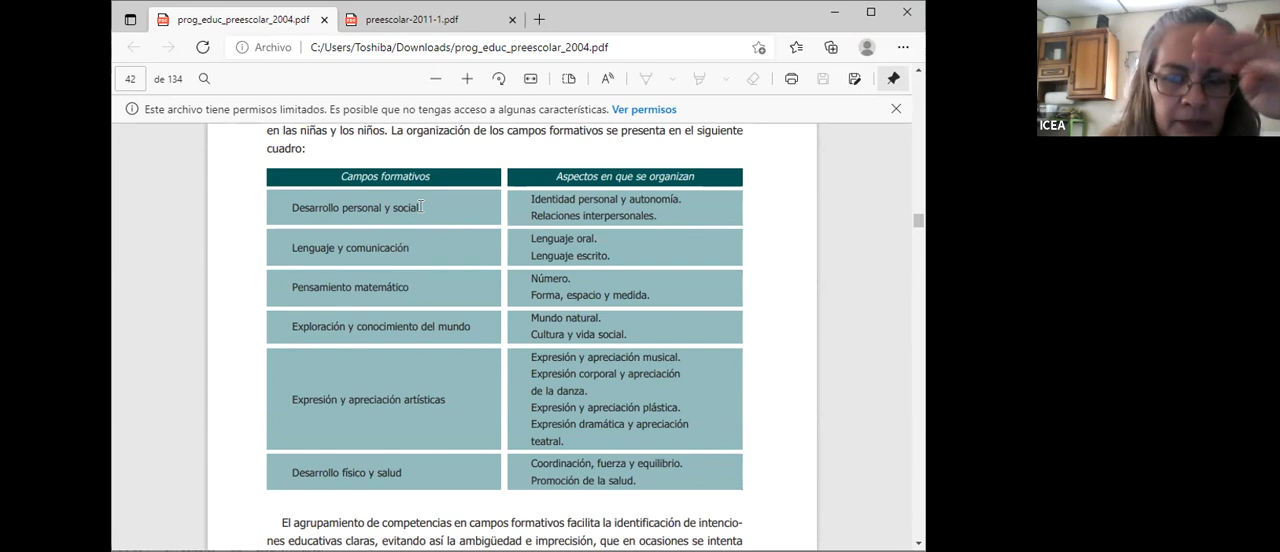 prog_educ_preescolar_2004.pdf
preescolar-2011-1.pdf
Archivo
C:/Users/Toshiba/Downloads/prog_educ_preescolar_2004.pdf
42
de 134
Este archivo tiene permisos limitados. Es posible que no tengas acceso a algunas características.
Ver permisos
ICEA
en las niñas y los niños. La organización de los campos formativos se presenta en el siguiente
cuadro:
Campos formativos
Aspectos en que se organizan
Desarrollo personal y social
Identidad personal y autonomía.
Relaciones interpersonales.
Lenguaje y comunicación
Lenguaje oral.
Lenguaje escrito.
Pensamiento matemático
Número.
Forma, espacio y medida.
Exploración y conocimiento del mundo
Mundo natural.
Cultura y vida social.
Expresión y apreciación artísticas
Expresión y apreciación musical.
Expresión corporal y apreciación
de la danza.
Expresión y apreciación plástica.
Expresión dramática y apreciación
teatral.
Desarrollo físico y salud
Coordinación, fuerza y equilibrio.
Promoción de la salud.
El agrupamiento de competencias en campos formativos facilita la identificación de intencio-
nes educativas claras, evitando así la ambigüedad e imprecisión, que en ocasiones se intenta